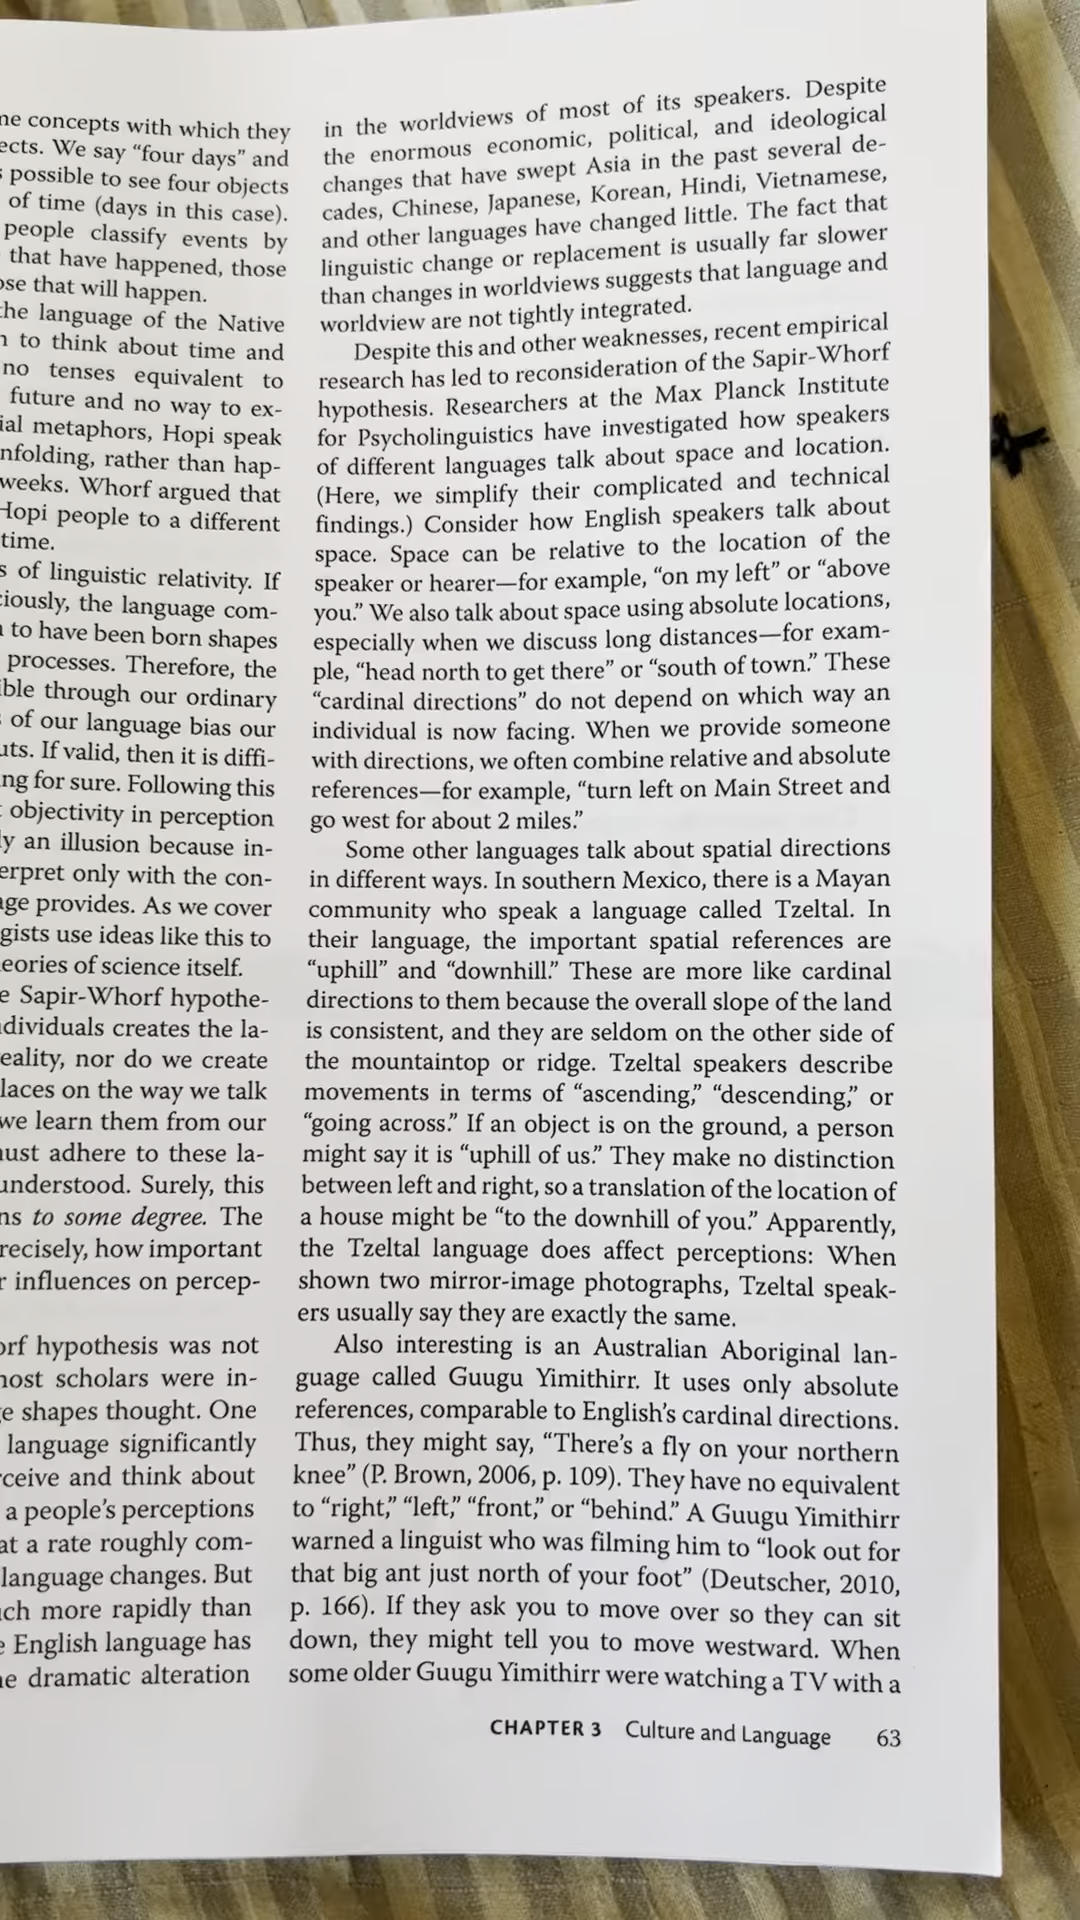 concepts with which they
We say “four days” and
possible to see four objects
of time (days in this case).
people classify events by
that have happened, those
that will happen.
the language of the Native
to think about time and
no tenses equivalent to
future and no way to ex-
metaphors, Hopi speak
rather than hap-
weeks. Whorf argued that
Hopi people to a different
time.
of linguistic relativity. If
the language com-
to have been born shapes
processes. Therefore, the
through our ordinary
of our language bias our
If valid, then it is diffi-
for sure. Following this
objectivity in perception
an illusion because in-
only with the con-
provides. As we cover
use ideas like this to
of science itself.
Sapir-Whorf hypothe-
creates the la-
nor do we create
on the way we talk
we learn them from our
adhere to these la-
understood. Surely, this
to some degree. The
how important
influences on percep-
hypothesis was not
scholars were in-
shapes thought. One
language significantly
and think about
a people’s perceptions
at a rate roughly com-
language changes. But
more rapidly than
English language has
dramatic alteration
in the worldviews of most of its speakers. Despite
the enormous economic, political, and ideological
changes that have swept Asia in the past several de-
cades, Chinese, Japanese, Korean, Hindi, Vietnamese,
and other languages have changed little. The fact that
linguistic change or replacement is usually far slower
than changes in worldviews suggests that language and
worldview are not tightly integrated.
Despite this and other weaknesses, recent empirical
research has led to reconsideration of the Sapir-Whorf
hypothesis. Researchers at the Max Planck Institute
for Psycholinguistics have investigated how speakers
of different languages talk about space and location.
(Here, we simplify their complicated and technical
findings.) Consider how English speakers talk about
space. Space can be relative to the location of the
speaker or hearer—for example, “on my left” or “above
you.” We also talk about space using absolute locations,
especially when we discuss long distances—for exam-
ple, “head north to get there” or “south of town.” These
“cardinal directions” do not depend on which way an
individual is now facing. When we provide someone
with directions, we often combine relative and absolute
references—for example, “turn left on Main Street and
go west for about 2 miles.”
Some other languages talk about spatial directions
in different ways. In southern Mexico, there is a Mayan
community who speak a language called Tzeltal. In
their language, the important spatial references are
“uphill” and “downhill.” These are more like cardinal
directions to them because the overall slope of the land
is consistent, and they are seldom on the other side of
the mountaintop or ridge. Tzeltal speakers describe
movements in terms of “ascending,” “descending,” or
“going across.” If an object is on the ground, a person
might say it is “uphill of us.” They make no distinction
between left and right, so a translation of the location of
a house might be “to the downhill of you.” Apparently,
the Tzeltal language does affect perceptions: When
shown two mirror-image photographs, Tzeltal speak-
ers usually say they are exactly the same.
Also interesting is an Australian Aboriginal lan-
guage called Guugu Yimithirr. It uses only absolute
references, comparable to English’s cardinal directions.
Thus, they might say, “There’s a fly on your northern
knee” (P. Brown, 2006, p. 109). They have no equivalent
to “right,” “left,” “front,” or “behind.” A Guugu Yimithirr
warned a linguist who was filming him to “look out for
that big ant just north of your foot” (Deutscher, 2010,
p. 166). If they ask you to move over so they can sit
down, they might tell you to move westward. When
some older Guugu Yimithirr were watching a TV with a
CHAPTER 3 Culture and Language 63